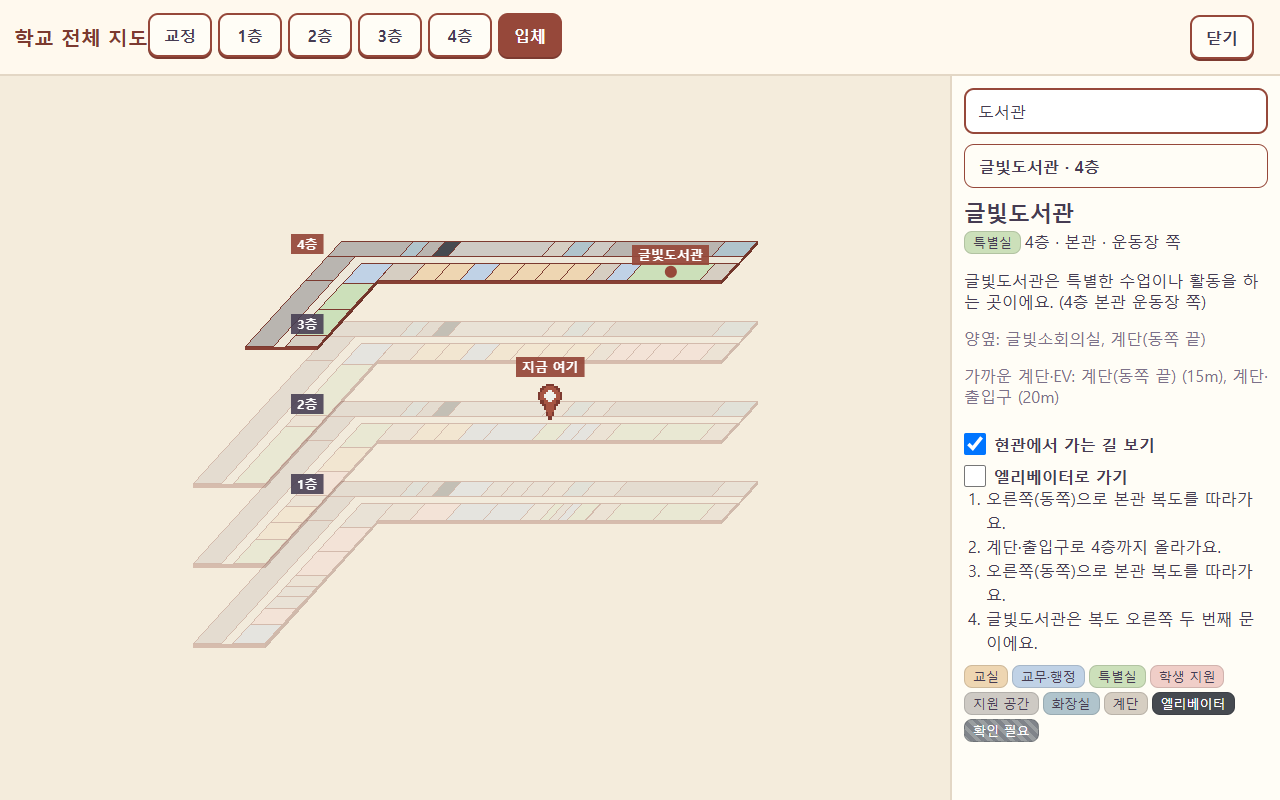 학교 전체 지도
교정
1층
2층
3층
4층
입체
닫기
도서관
글빛도서관 · 4층
글빛도서관
특별실 4층 · 본관 · 운동장 쪽
글빛도서관은 특별한 수업이나 활동을 하
는 곳이에요. (4층 본관 운동장 쪽)
양옆: 글빛소회의실, 계단(동쪽 끝)
가까운 계단·EV: 계단(동쪽 끝) (15m), 계단·
출입구 (20m)
현관에서 가는 길 보기
엘리베이터로 가기
1. 오른쪽(동쪽)으로 본관 복도를 따라가
요.
2. 계단·출입구로 4층까지 올라가요.
3. 오른쪽(동쪽)으로 본관 복도를 따라가
요.
4. 글빛도서관은 복도 오른쪽 두 번째 문
이에요.
교실
교무·행정
특별실
학생 지원
지원 공간
화장실
계단
엘리베이터
확인 필요
4층
글빛도서관
3층
지금 여기
2층
1층